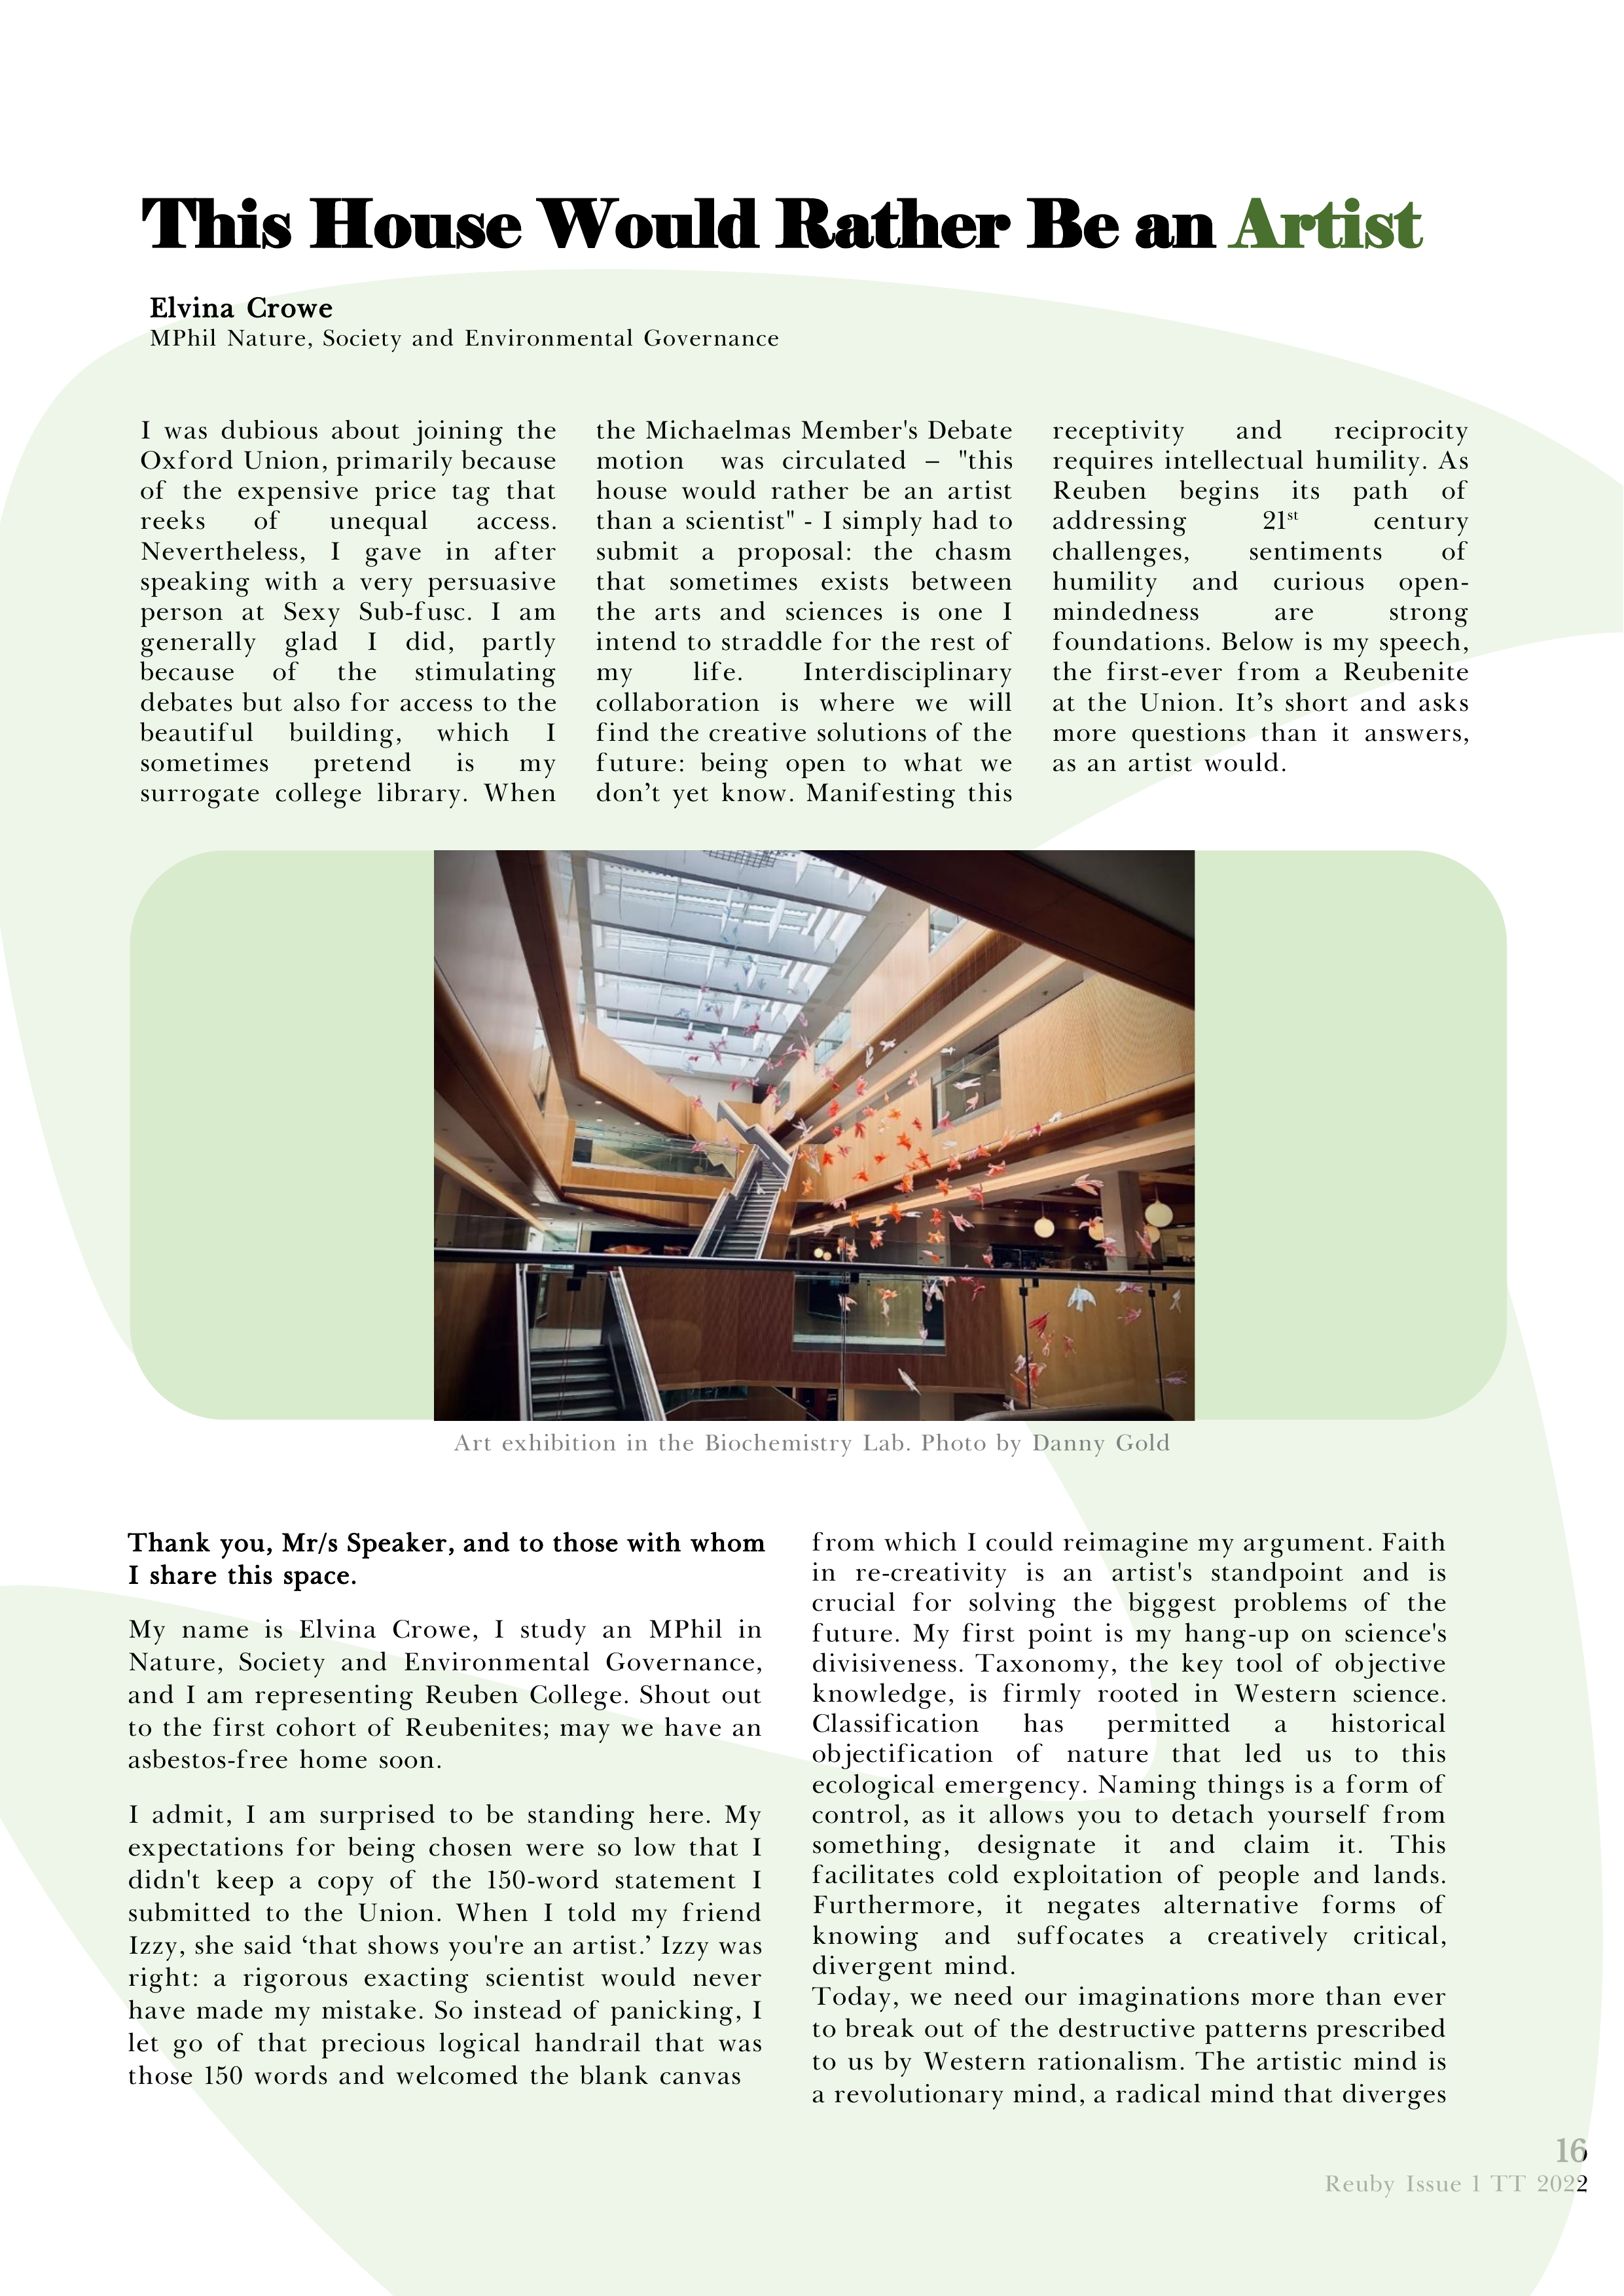 This House Would Rather Be an Artist
Elvina Crowe
MPhil Nature, Society and Environmental Governance
I was dubious about joining the
Oxford Union, primarily because
of the expensive price tag that
reeks of unequal access.
Nevertheless, I gave in after
speaking with a very persuasive
person at Sexy Sub-fusc. I am
generally glad I did, partly
because of the stimulating
debates but also for access to the
beautiful building, which I
sometimes pretend is my
surrogate college library. When
the Michaelmas Member's Debate
motion was circulated – "this
house would rather be an artist
than a scientist" - I simply had to
submit a proposal: the chasm
that sometimes exists between
the arts and sciences is one I
intend to straddle for the rest of
my life. Interdisciplinary
collaboration is where we will
find the creative solutions of the
future: being open to what we
don’t yet know. Manifesting this
receptivity and reciprocity
requires intellectual humility. As
Reuben begins its path of
addressing 21st century
challenges, sentiments of
humility and curious open-
mindedness are strong
foundations. Below is my speech,
the first-ever from a Reubenite
at the Union. It’s short and asks
more questions than it answers,
as an artist would.
Art exhibition in the Biochemistry Lab. Photo by Danny Gold
Thank you, Mr/s Speaker, and to those with whom
I share this space.
My name is Elvina Crowe, I study an MPhil in
Nature, Society and Environmental Governance,
and I am representing Reuben College. Shout out
to the first cohort of Reubenites; may we have an
asbestos-free home soon.
I admit, I am surprised to be standing here. My
expectations for being chosen were so low that I
didn't keep a copy of the 150-word statement I
submitted to the Union. When I told my friend
Izzy, she said ‘that shows you're an artist.’ Izzy was
right: a rigorous exacting scientist would never
have made my mistake. So instead of panicking, I
let go of that precious logical handrail that was
those 150 words and welcomed the blank canvas
from which I could reimagine my argument. Faith
in re-creativity is an artist's standpoint and is
crucial for solving the biggest problems of the
future. My first point is my hang-up on science's
divisiveness. Taxonomy, the key tool of objective
knowledge, is firmly rooted in Western science.
Classification has permitted a historical
objectification of nature that led us to this
ecological emergency. Naming things is a form of
control, as it allows you to detach yourself from
something, designate it and claim it. This
facilitates cold exploitation of people and lands.
Furthermore, it negates alternative forms of
knowing and suffocates a creatively critical,
divergent mind.
Today, we need our imaginations more than ever
to break out of the destructive patterns prescribed
to us by Western rationalism. The artistic mind is
a revolutionary mind, a radical mind that diverges
16
Reuby Issue 1 TT 2022